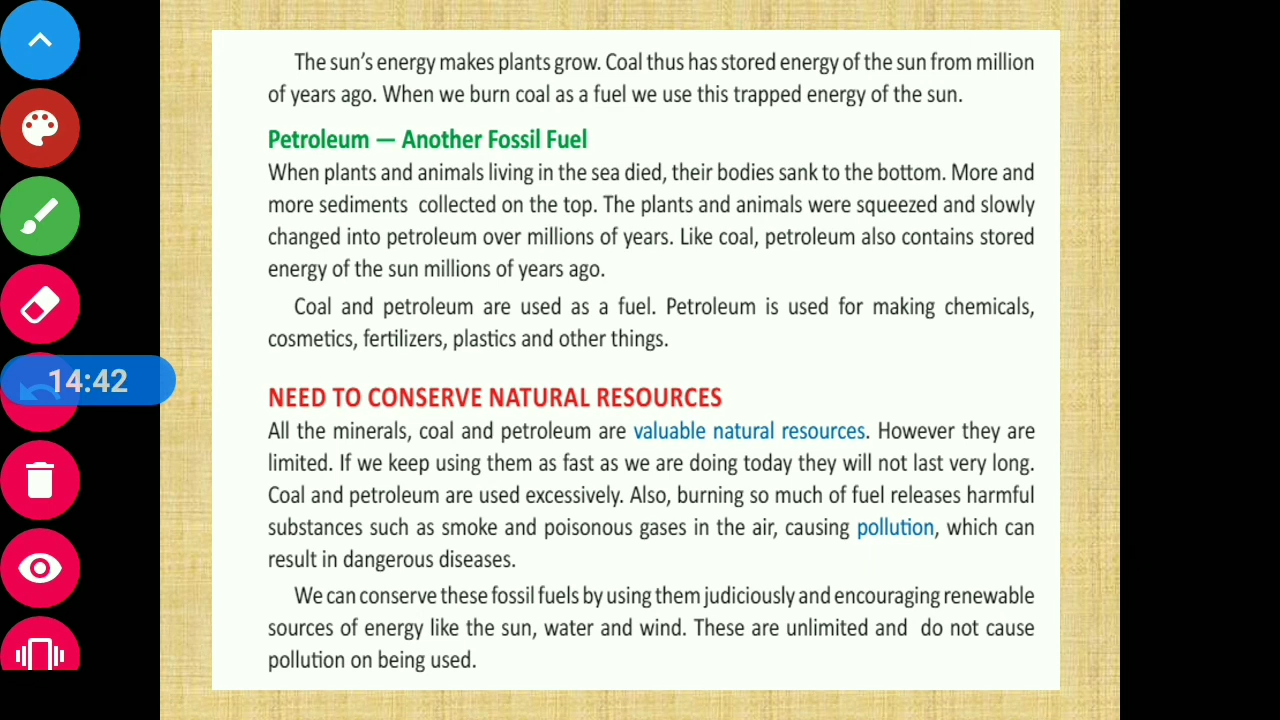 The sun's energy makes plants grow. Coal thus has stored energy of the sun from million
of years ago. When we burn coal as a fuel we use this trapped energy of the sun.
Petroleum — Another Fossil Fuel
When plants and animals living in the sea died, their bodies sank to the bottom. More and
more sediments collected on the top. The plants and animals were squeezed and slowly
changed into petroleum over millions of years. Like coal, petroleum also contains stored
energy of the sun millions of years ago.
Coal and petroleum are used as a fuel. Petroleum is used for making chemicals,
cosmetics, fertilizers, plastics and other things.
14:42
NEED TO CONSERVE NATURAL RESOURCES
All the minerals, coal and petroleum are valuable natural resources. However they are
limited. If we keep using them as fast as we are doing today they will not last very long.
Coal and petroleum are used excessively. Also, burning so much of fuel releases harmful
substances such as smoke and poisonous gases in the air, causing pollution, which can
result in dangerous diseases.
We can conserve these fossil fuels by using them judiciously and encouraging renewable
sources of energy like the sun, water and wind. These are unlimited and do not cause
pollution on being used.